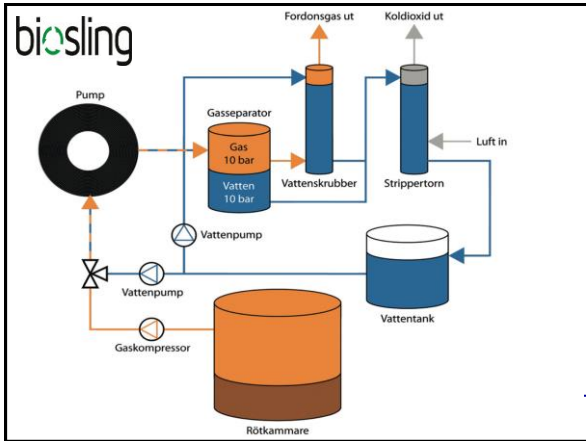 biosling
Fordonsgas ut
Koldioxid ut
Pump
Gasseparator
Gas
10 bar
Vatten
10 bar
Luft in
Vattenskrubber
Strippertorn
Vattenpump
Vattenpump
Vattentank
Gaskompressor
Rötkammare